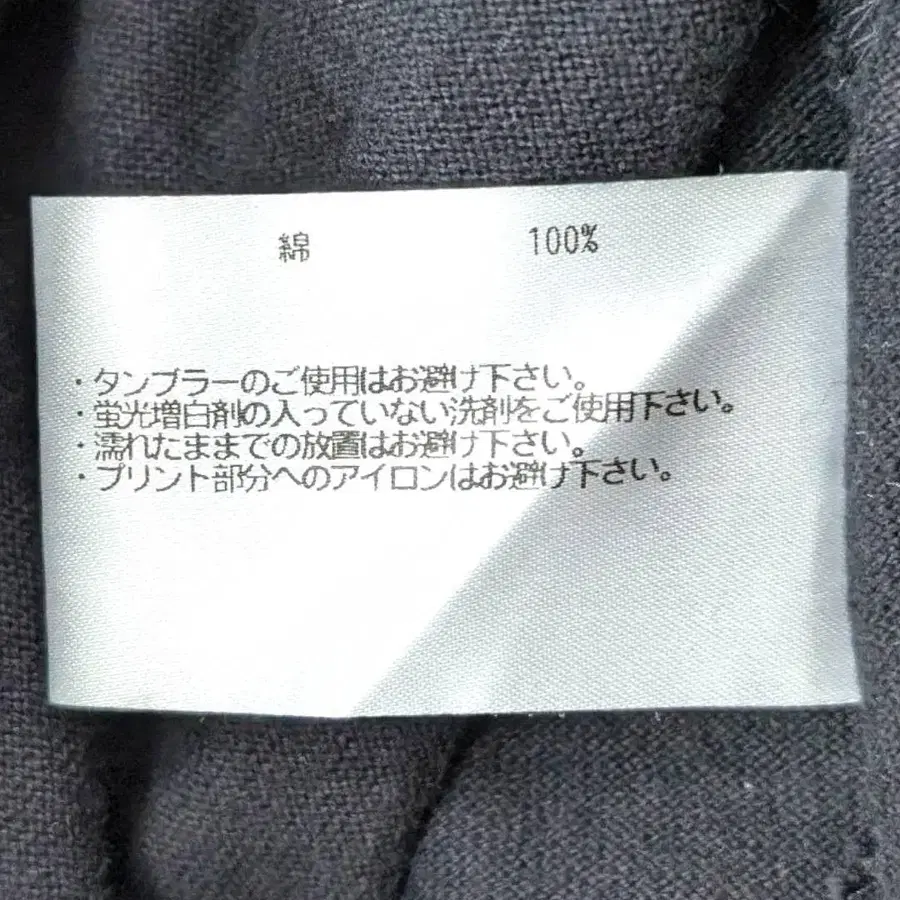 綿 100%
・タンブラーのご使用はお避け下さい。
・蛍光増白剤の入っていない洗剤をご使用下さい。
・濡れたままでの放置はお避け下さい。
・プリント部分へのアイロンはお避け下さい。